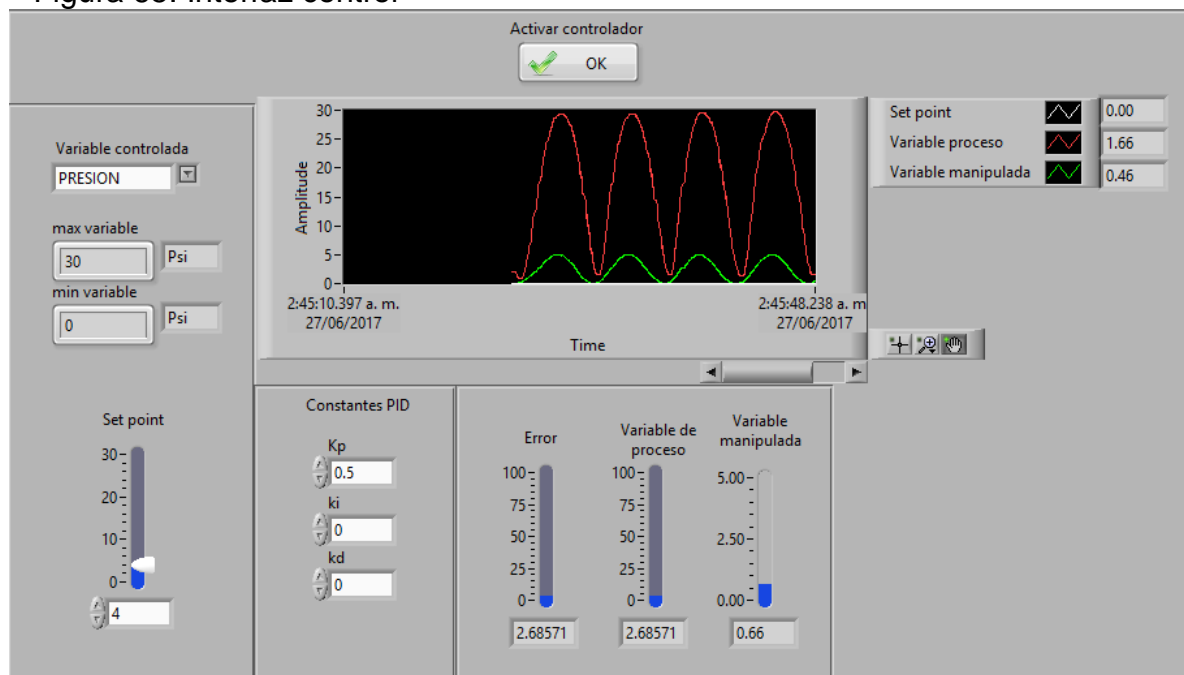 Activar controlador
OK
Variable controlada
PRESION
max variable
30
Psi
min variable
0
Psi
30
25
20
15
10
5
0
Amplitude
2:45:10.397 a. m.
27/06/2017
2:45:48.238 a. m
27/06/2017
Time
Set point
0.00
Variable proceso
1.66
Variable manipulada
0.46
Set point
30
20
10
0
4
Constantes PID
Kp
0.5
ki
0
kd
0
Error
100
75
50
25
0
2.68571
Variable de
proceso
100
75
50
25
0
2.68571
Variable
manipulada
5.00
2.50
0.00
0.66